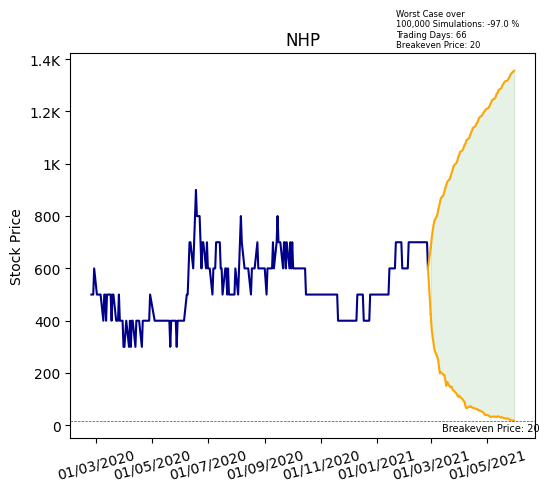 Worst Case over
100,000 Simulations: -97.0 %
Trading Days: 66
Breakeven Price: 20
NHP
Stock Price
1.4K
1.2K
1K
800
600
400
200
0
Breakeven Price: 20
01/03/2020
01/05/2020
01/07/2020
01/09/2020
01/11/2020
01/01/2021
01/03/2021
01/05/2021